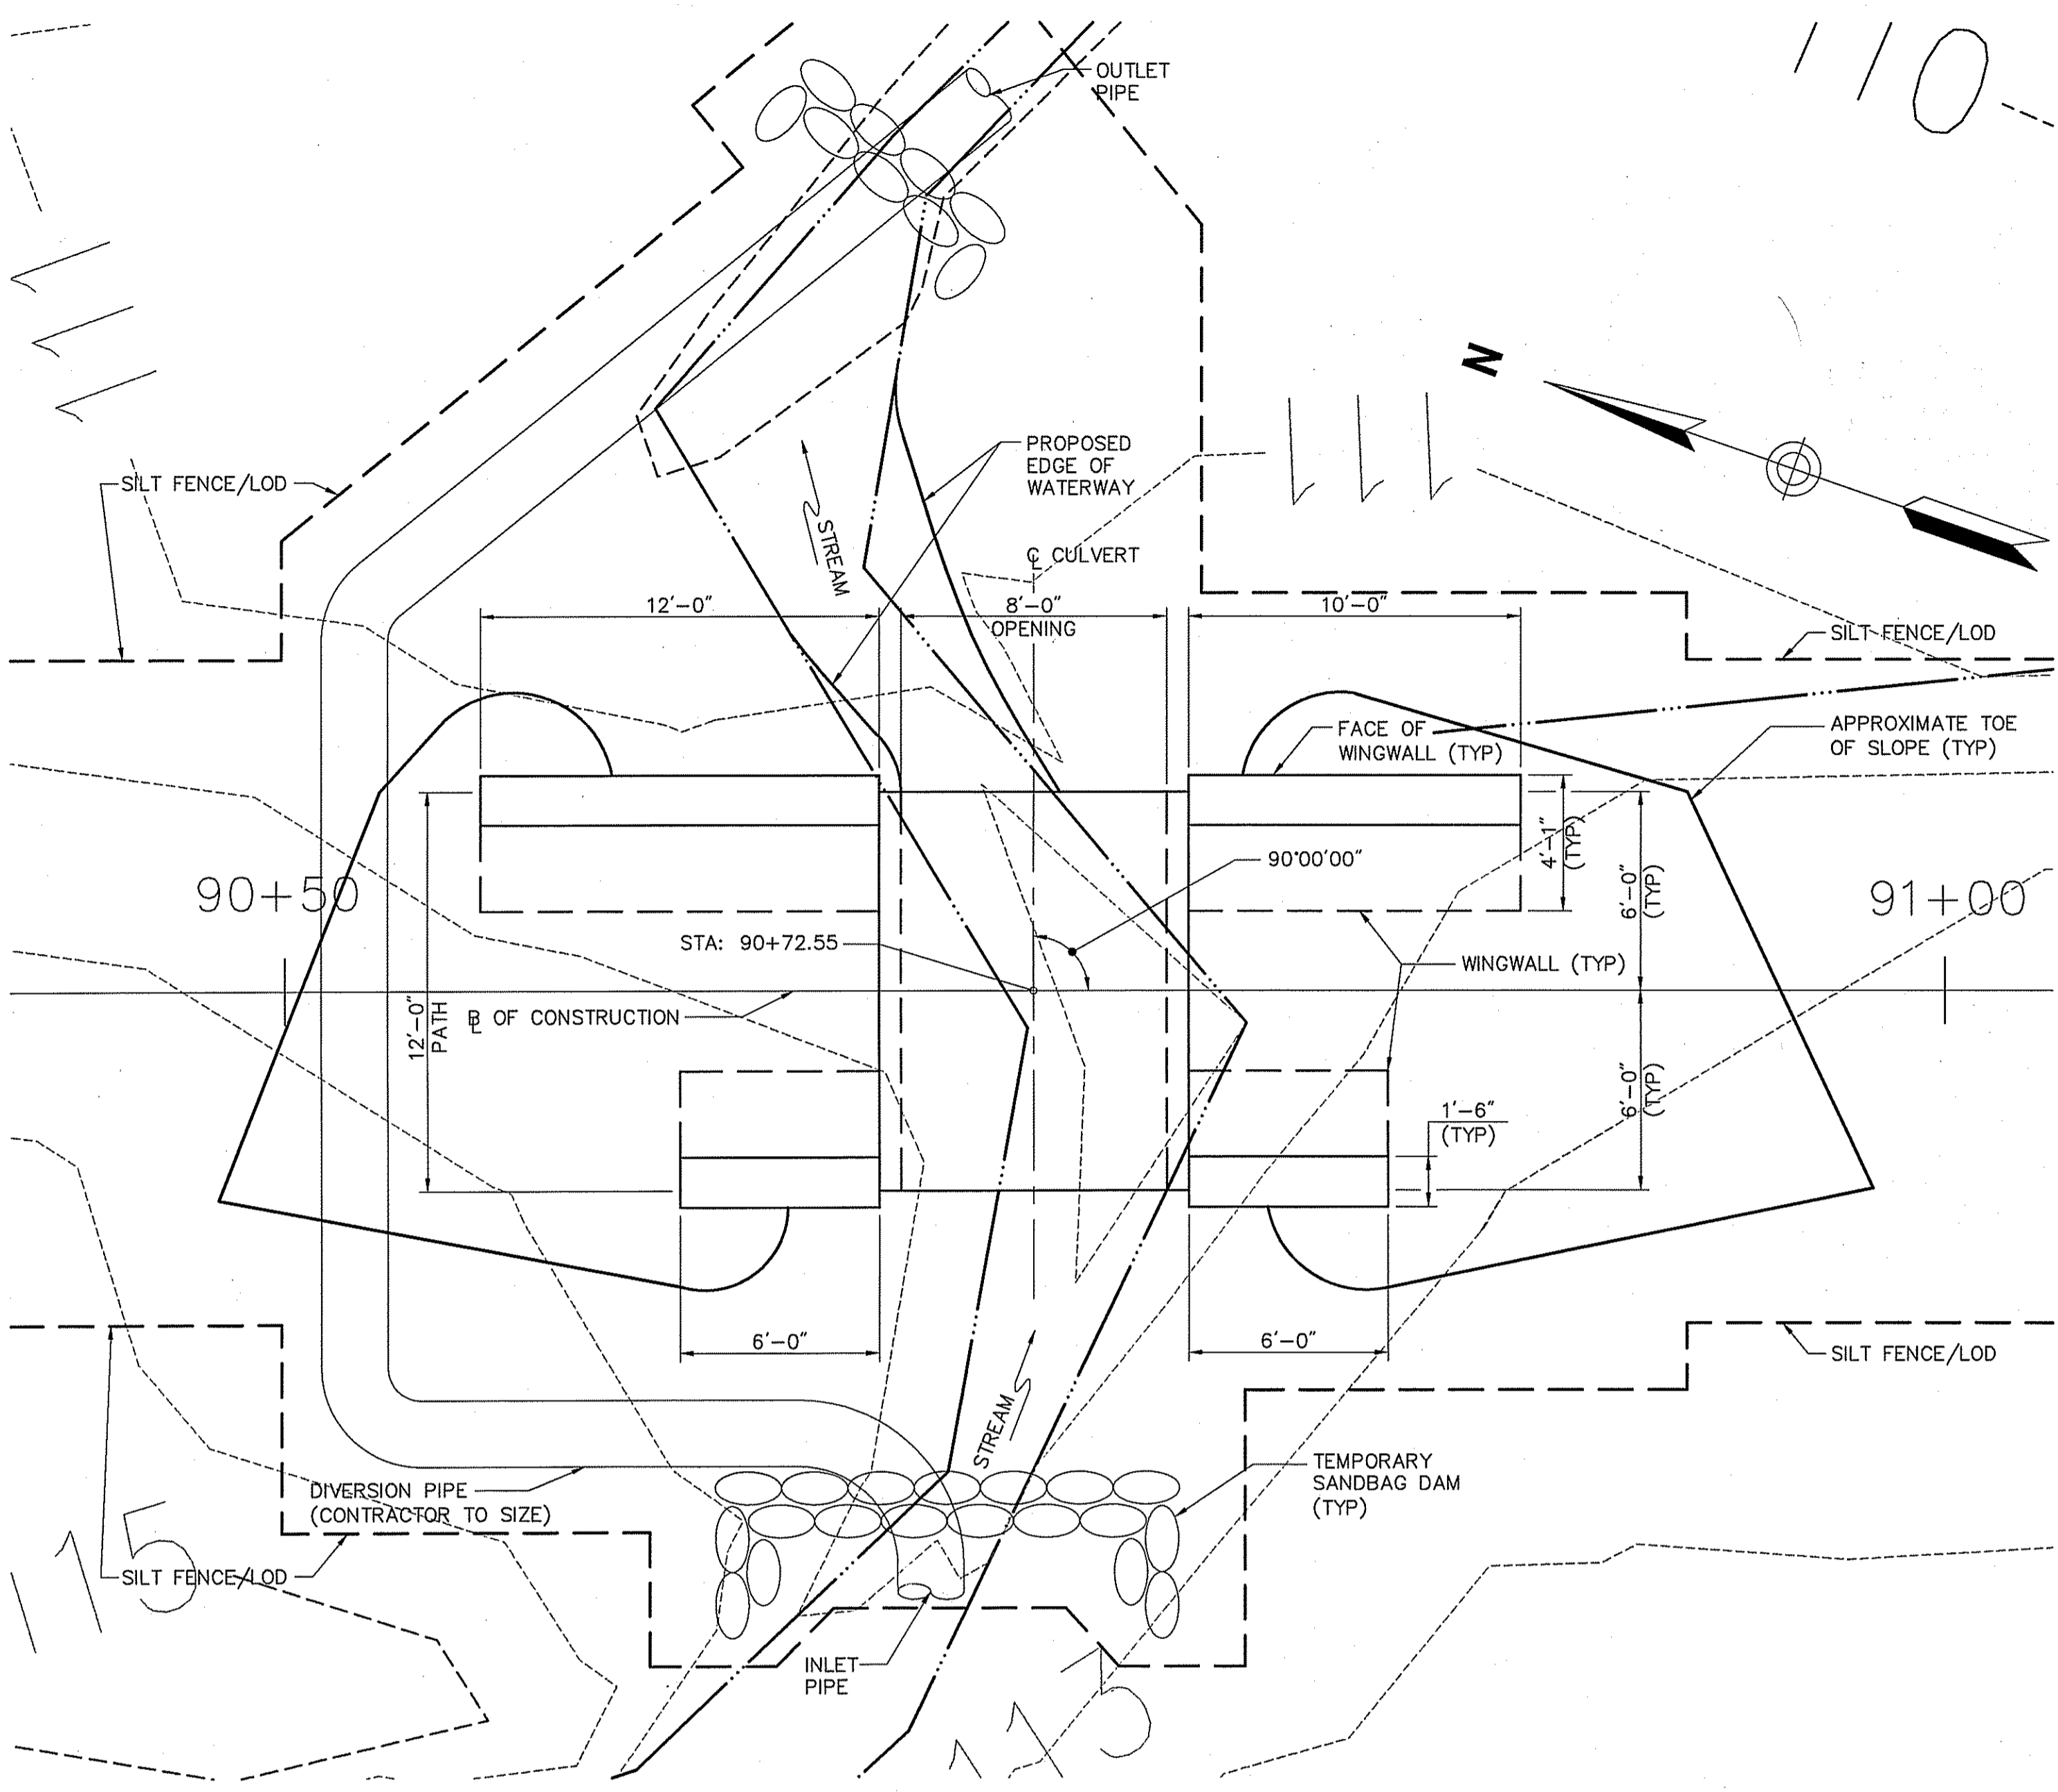 OUTLET
PIPE
110
N
111
111
PROPOSED
EDGE OF
WATERWAY
SILT FENCE/LOD
STREAM
℄ CULVERT
12'-0"
8'-0"
OPENING
10'-0"
SILT FENCE/LOD
FACE OF
WINGWALL (TYP)
APPROXIMATE TOE
OF SLOPE (TYP)
4'-1"
(TYP)
90°00'00"
6'-0"
(TYP)
90+50
91+00
STA: 90+72.55
WINGWALL (TYP)
12'-0"
PATH
BL OF CONSTRUCTION
6'-0"
(TYP)
1'-6"
(TYP)
6'-0"
6'-0"
SILT FENCE/LOD
STREAM
TEMPORARY
SANDBAG DAM
(TYP)
DIVERSION PIPE
(CONTRACTOR TO SIZE)
115
SILT FENCE/LOD
INLET
PIPE
113